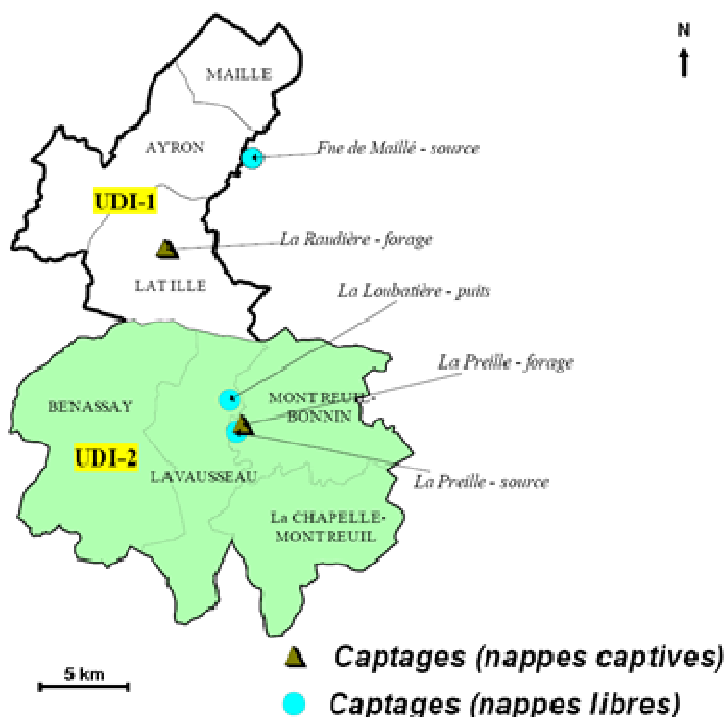 N
MAILLE
AYRON
Fne de Maillé - source
UDI-1
La Raudière - forage
LATILLE
La Loubatière - puits
La Preille - forage
BENASSAY
MONTREUIL-
BONNIN
UDI-2
LAVAUSSEAU
La Preille - source
La CHAPELLE-
MONTREUIL
5 km
Captages (nappes captives)
Captages (nappes libres)